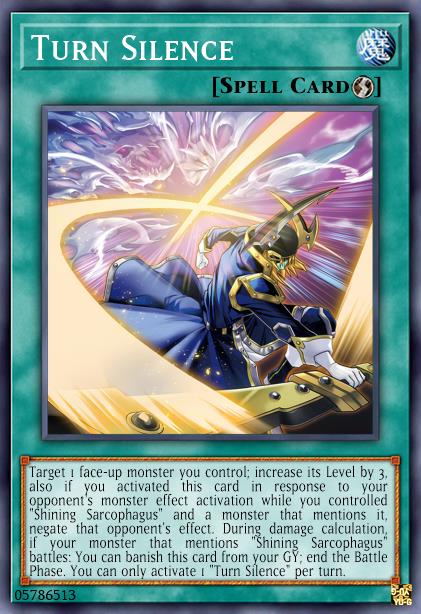 Turn Silence
魔
[Spell Card]
Target 1 face-up monster you control; increase its Level by 3,
also if you activated this card in response to your
opponent's monster effect activation while you controlled
"Shining Sarcophagus" and a monster that mentions it,
negate that opponent's effect. During damage calculation,
if your monster that mentions "Shining Sarcophagus"
battles: You can banish this card from your GY; end the Battle
Phase. You can only activate 1 "Turn Silence" per turn.
05786513